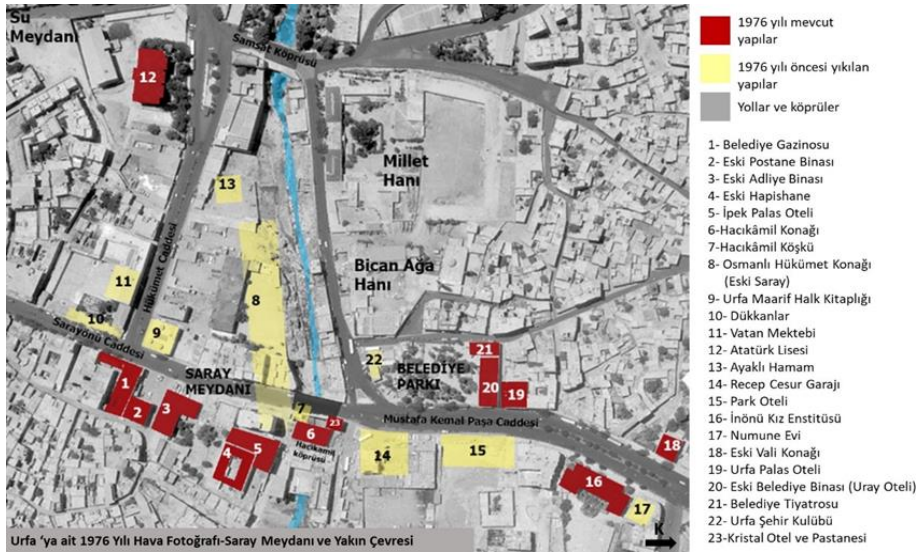 Su
Meydanı
Samsat Köprüsü
12
13
Millet
Hanı
Hükümet Caddesi
Bican Ağa
Hanı
11
8
10
9
Sarayönü Caddesi
22
BELEDİYE
PARKI
21
20
19
SARAY
MEYDANI
1
2
3
7
23
6
Hacıkamil
köprüsü
Mustafa Kemal Paşa Caddesi
5
4
14
15
16
17
18
K
Urfa 'ya ait 1976 Yılı Hava Fotoğrafı-Saray Meydanı ve Yakın Çevresi
1976 yılı mevcut
yapılar
1976 yılı öncesi yıkılan
yapılar
Yollar ve köprüler
1- Belediye Gazinosu
2- Eski Postane Binası
3- Eski Adliye Binası
4- Eski Hapishane
5- İpek Palas Oteli
6-Hacıkâmil Konağı
7-Hacıkâmil Köşkü
8- Osmanlı Hükümet Konağı
(Eski Saray)
9- Urfa Maarif Halk Kitaplığı
10- Dükkanlar
11- Vatan Mektebi
12- Atatürk Lisesi
13- Ayaklı Hamam
14- Recep Cesur Garajı
15- Park Oteli
16- İnönü Kız Enstitüsü
17- Numune Evi
18- Eski Vali Konağı
19- Urfa Palas Oteli
20- Eski Belediye Binası (Uray Oteli)
21- Belediye Tiyatrosu
22- Urfa Şehir Kulübü
23-Kristal Otel ve Pastanesi